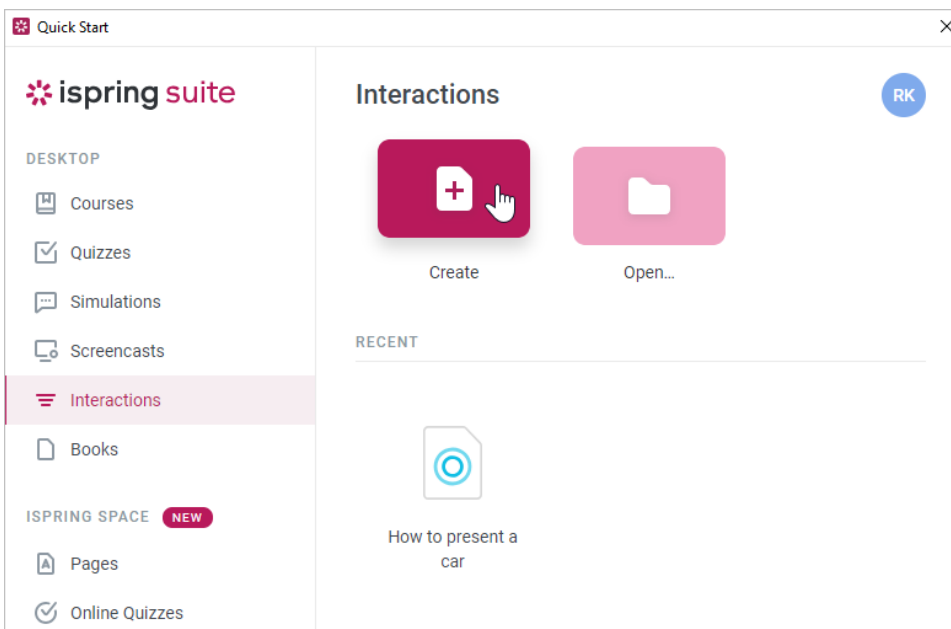 Quick Start
ispring suite
DESKTOP
Courses
Quizzes
Simulations
Screencasts
Interactions
Books
ISPRING SPACE NEW
Pages
Online Quizzes
Interactions
RK
Create
Open...
RECENT
How to present a
car